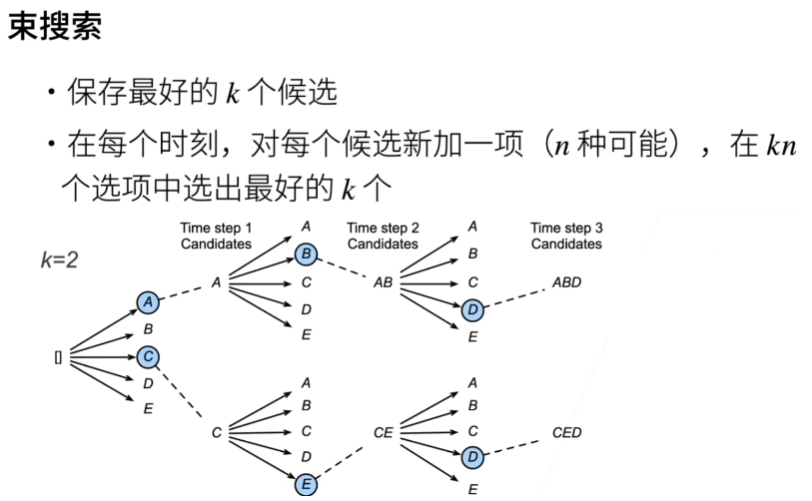 束搜索
• 保存最好的 k 个候选
• 在每个时刻，对每个候选新加一项（n 种可能），在 kn
个选项中选出最好的 k 个
k=2
[]
A
B
C
D
E
Time step 1
Candidates
A
A
B
C
D
E
C
A
B
C
D
E
Time step 2
Candidates
AB
A
B
C
D
E
CE
A
B
C
D
E
Time step 3
Candidates
ABD
CED